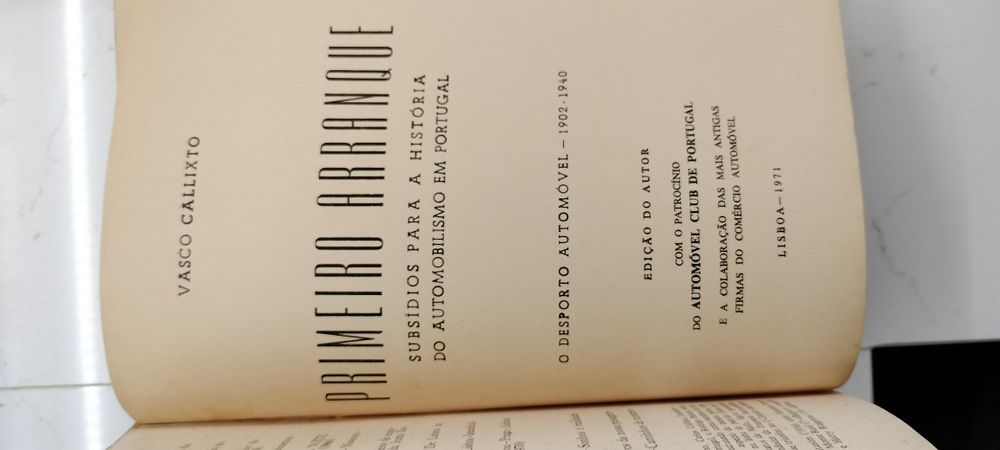 VASCO CALLIXTO
PRIMEIRO ARRANQUE
SUBSÍDIOS PARA A HISTÓRIA
DO AUTOMOBILISMO EM PORTUGAL
O DESPORTO AUTOMÓVEL — 1902-1940
EDIÇÃO DO AUTOR
COM O PATROCÍNIO
DO AUTOMÓVEL CLUB DE PORTUGAL
E A COLABORAÇÃO DAS MAIS ANTIGAS
FIRMAS DO COMÉRCIO AUTOMÓVEL
LISBOA — 1971